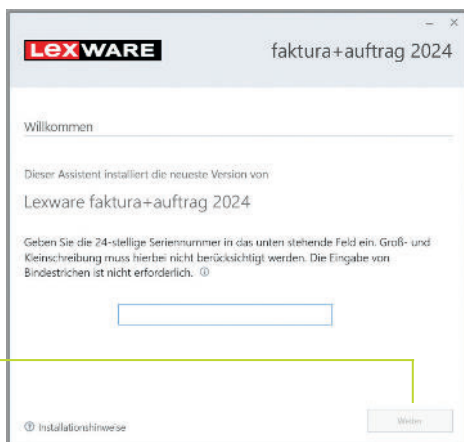 LEXWARE
faktura+auftrag 2024
Willkommen
Dieser Assistent installiert die neueste Version von
Lexware faktura+auftrag 2024
Geben Sie die 24-stellige Seriennummer in das unten stehende Feld ein. Groß- und
Kleinschreibung muss hierbei nicht berücksichtigt werden. Die Eingabe von
Bindestrichen ist nicht erforderlich.
Installationshinweise
Weiter